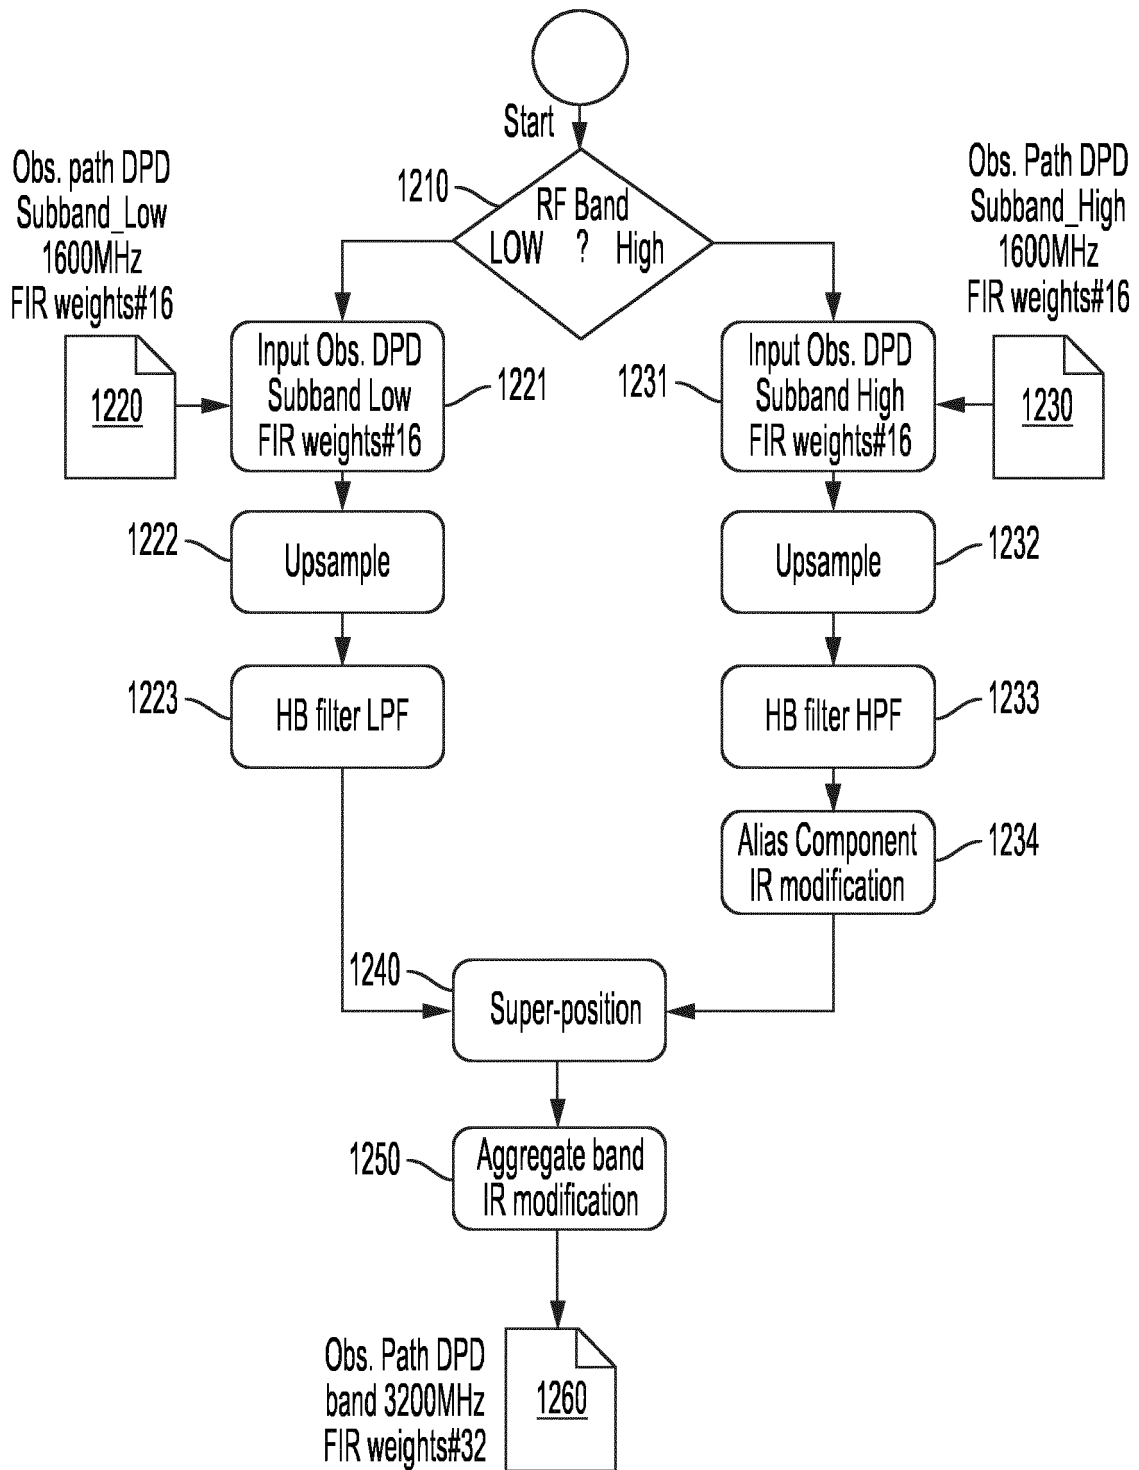 Start
Obs. path DPD
Subband_Low
1600MHz
FIR weights#16
1220
1210
RF Band
LOW ? High
Obs. Path DPD
Subband_High
1600MHz
FIR weights#16
1230
Input Obs. DPD
Subband Low
FIR weights#16
1221
1231
Input Obs. DPD
Subband High
FIR weights#16
1222
Upsample
Upsample
1232
1223
HB filter LPF
HB filter HPF
1233
Alias Component
IR modification
1234
1240
Super-position
1250
Aggregate band
IR modification
Obs. Path DPD
band 3200MHz
FIR weights#32
1260